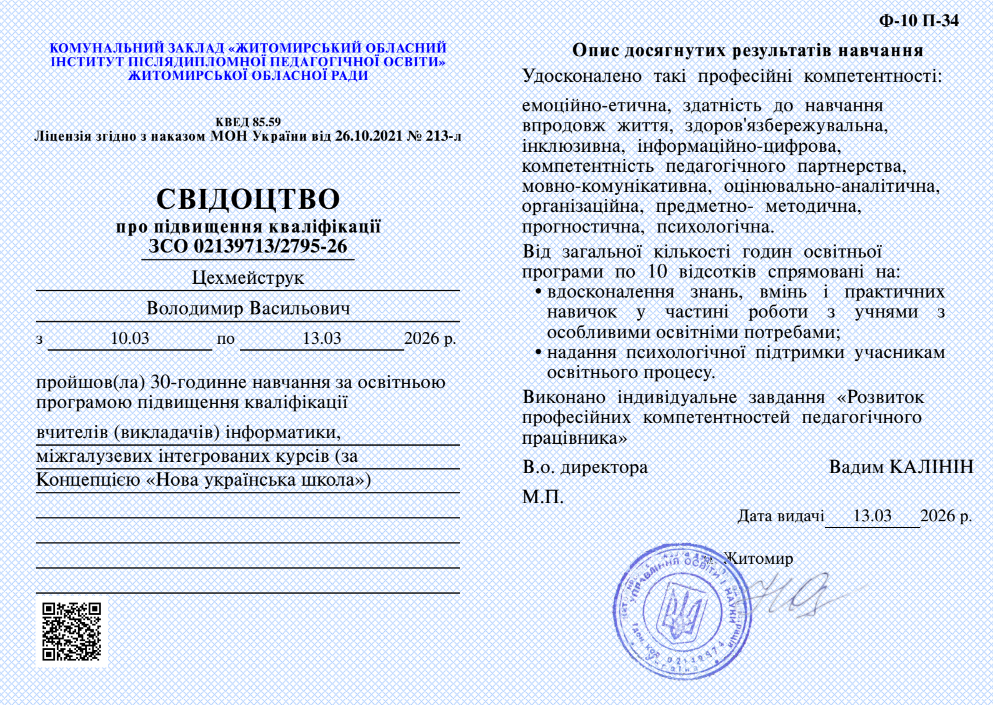 Ф-10 П-34
КОМУНАЛЬНИЙ ЗАКЛАД «ЖИТОМИРСЬКИЙ ОБЛАСНИЙ
ІНСТИТУТ ПІСЛЯДИПЛОМНОЇ ПЕДАГОГІЧНОЇ ОСВІТИ»
ЖИТОМИРСЬКОЇ ОБЛАСНОЇ РАДИ
КВЕД 85.59
Ліцензія згідно з наказом МОН України від 26.10.2021 № 213-л
СВІДОЦТВО
про підвищення кваліфікації
ЗСО 02139713/2795-26
Цехмейструк
Володимир Васильович
з 10.03 по 13.03 2026 р.
пройшов(ла) 30-годинне навчання за освітньою
програмою підвищення кваліфікації
вчителів (викладачів) інформатики,
міжгалузевих інтегрованих курсів (за
Концепцією «Нова українська школа»)
Опис досягнутих результатів навчання
Удосконалено такі професійні компетентності:
емоційно-етична, здатність до навчання
впродовж життя, здоров'язбережувальна,
інклюзивна, інформаційно-цифрова,
компетентність педагогічного партнерства,
мовно-комунікативна, оцінювально-аналітична,
організаційна, предметно- методична,
прогностична, психологічна.
Від загальної кількості годин освітньої
програми по 10 відсотків спрямовані на:
• вдосконалення знань, вмінь і практичних
навичок у частині роботи з учнями з
особливими освітніми потребами;
• надання психологічної підтримки учасникам
освітнього процесу.
Виконано індивідуальне завдання «Розвиток
професійних компетентностей педагогічного
працівника»
В.о. директора Вадим КАЛІНІН
М.П.
Дата видачі 13.03 2026 р.
Житомир
УПРАВЛІННЯ ОСВІТИ І НАУКИ
Україна